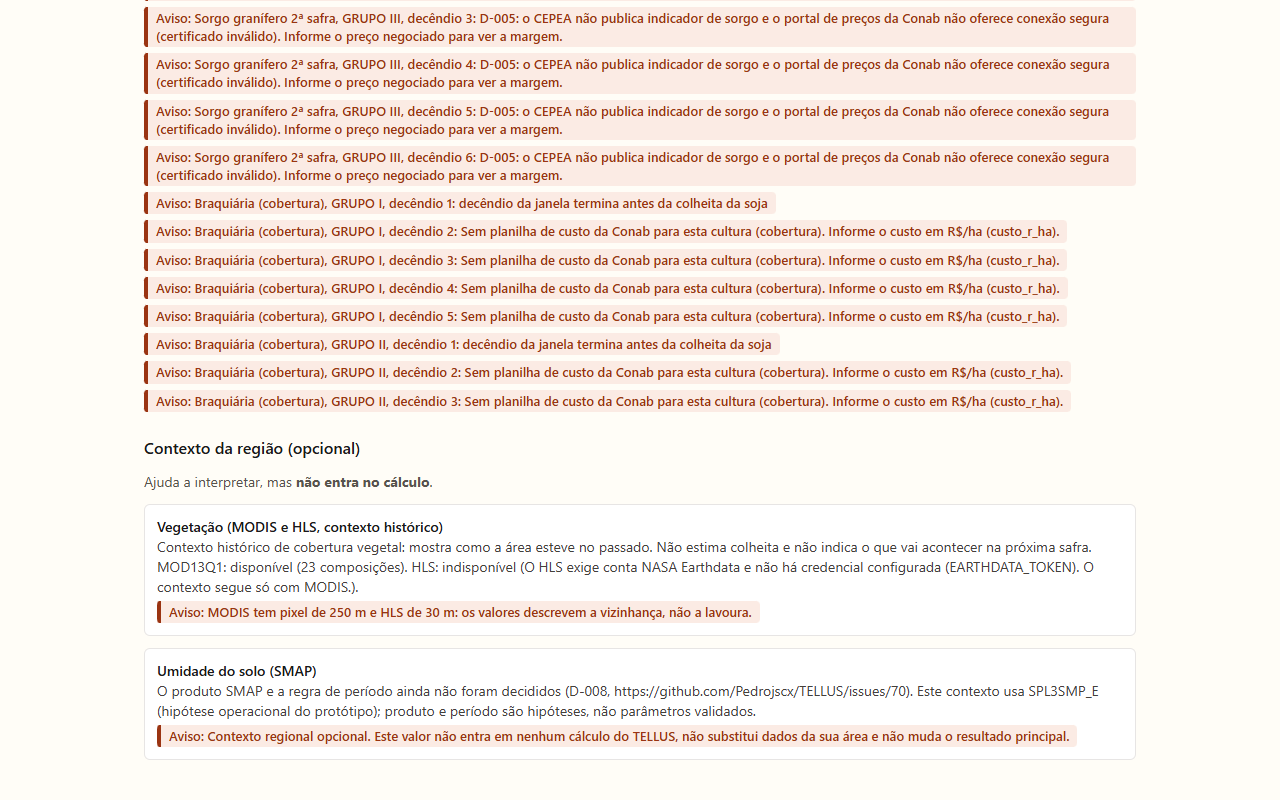 Aviso: Sorgo granífero 2ª safra, GRUPO III, decêndio 3: D-005: o CEPEA não publica indicador de sorgo e o portal de preços da Conab não oferece conexão segura
(certificado inválido). Informe o preço negociado para ver a margem.
Aviso: Sorgo granífero 2ª safra, GRUPO III, decêndio 4: D-005: o CEPEA não publica indicador de sorgo e o portal de preços da Conab não oferece conexão segura
(certificado inválido). Informe o preço negociado para ver a margem.
Aviso: Sorgo granífero 2ª safra, GRUPO III, decêndio 5: D-005: o CEPEA não publica indicador de sorgo e o portal de preços da Conab não oferece conexão segura
(certificado inválido). Informe o preço negociado para ver a margem.
Aviso: Sorgo granífero 2ª safra, GRUPO III, decêndio 6: D-005: o CEPEA não publica indicador de sorgo e o portal de preços da Conab não oferece conexão segura
(certificado inválido). Informe o preço negociado para ver a margem.
Aviso: Braquiária (cobertura), GRUPO I, decêndio 1: decêndio da janela termina antes da colheita da soja
Aviso: Braquiária (cobertura), GRUPO I, decêndio 2: Sem planilha de custo da Conab para esta cultura (cobertura). Informe o custo em R$/ha (custo_r_ha).
Aviso: Braquiária (cobertura), GRUPO I, decêndio 3: Sem planilha de custo da Conab para esta cultura (cobertura). Informe o custo em R$/ha (custo_r_ha).
Aviso: Braquiária (cobertura), GRUPO I, decêndio 4: Sem planilha de custo da Conab para esta cultura (cobertura). Informe o custo em R$/ha (custo_r_ha).
Aviso: Braquiária (cobertura), GRUPO I, decêndio 5: Sem planilha de custo da Conab para esta cultura (cobertura). Informe o custo em R$/ha (custo_r_ha).
Aviso: Braquiária (cobertura), GRUPO II, decêndio 1: decêndio da janela termina antes da colheita da soja
Aviso: Braquiária (cobertura), GRUPO II, decêndio 2: Sem planilha de custo da Conab para esta cultura (cobertura). Informe o custo em R$/ha (custo_r_ha).
Aviso: Braquiária (cobertura), GRUPO II, decêndio 3: Sem planilha de custo da Conab para esta cultura (cobertura). Informe o custo em R$/ha (custo_r_ha).
Contexto da região (opcional)
Ajuda a interpretar, mas não entra no cálculo.
Vegetação (MODIS e HLS, contexto histórico)
Contexto histórico de cobertura vegetal: mostra como a área esteve no passado. Não estima colheita e não indica o que vai acontecer na próxima safra.
MOD13Q1: disponível (23 composições). HLS: indisponível (O HLS exige conta NASA Earthdata e não há credencial configurada (EARTHDATA_TOKEN). O
contexto segue só com MODIS.).
Aviso: MODIS tem pixel de 250 m e HLS de 30 m: os valores descrevem a vizinhança, não a lavoura.
Umidade do solo (SMAP)
O produto SMAP e a regra de período ainda não foram decididos (D-008, https://github.com/Pedrojscx/TELLUS/issues/70). Este contexto usa SPL3SMP_E
(hipótese operacional do protótipo); produto e período são hipóteses, não parâmetros validados.
Aviso: Contexto regional opcional. Este valor não entra em nenhum cálculo do TELLUS, não substitui dados da sua área e não muda o resultado principal.